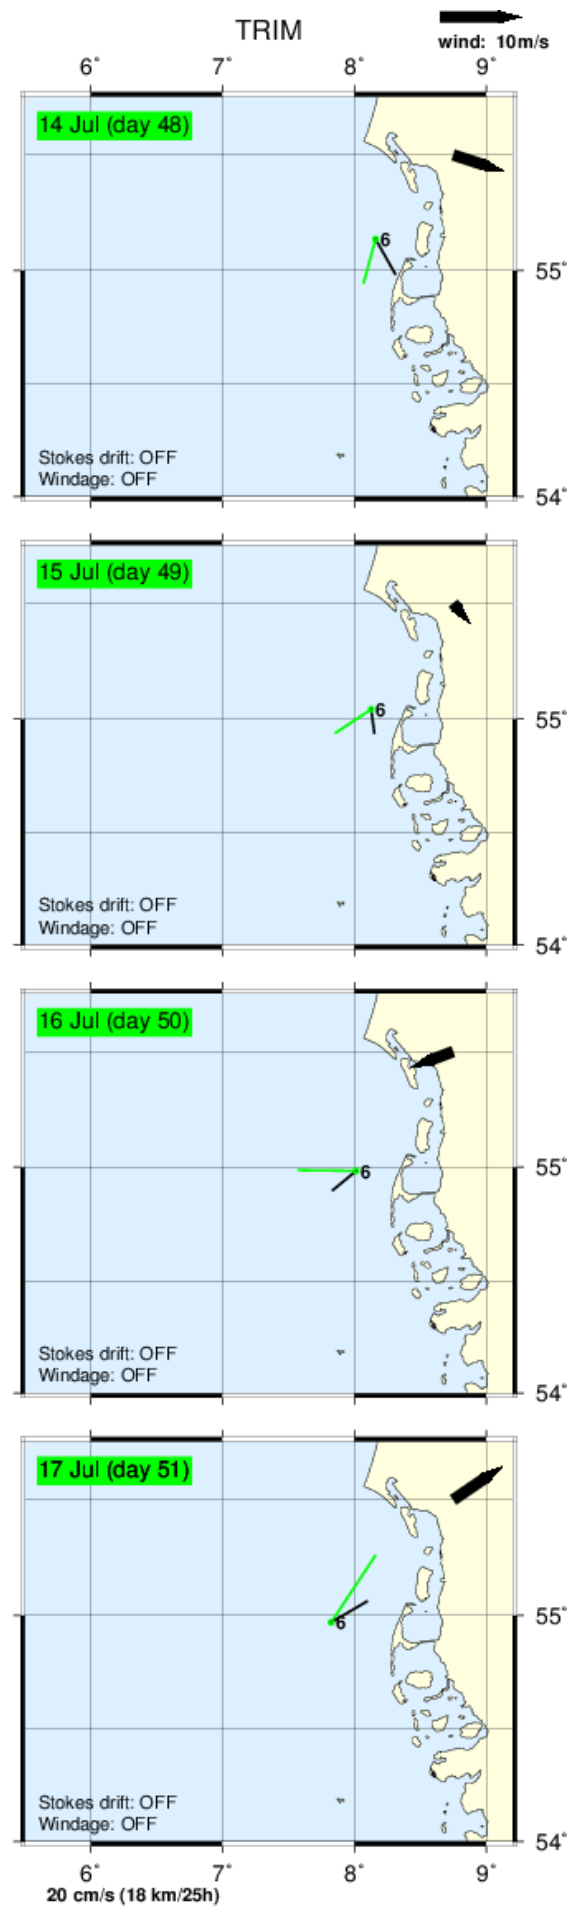 TRIM
wind: 10m/s
6° 7° 8° 9°
14 Jul (day 48)
6
55°
Stokes drift: OFF
Windage: OFF
54°
15 Jul (day 49)
6
55°
Stokes drift: OFF
Windage: OFF
54°
16 Jul (day 50)
6
55°
Stokes drift: OFF
Windage: OFF
54°
17 Jul (day 51)
6
55°
Stokes drift: OFF
Windage: OFF
54°
6° 7° 8° 9°
20 cm/s (18 km/25h)